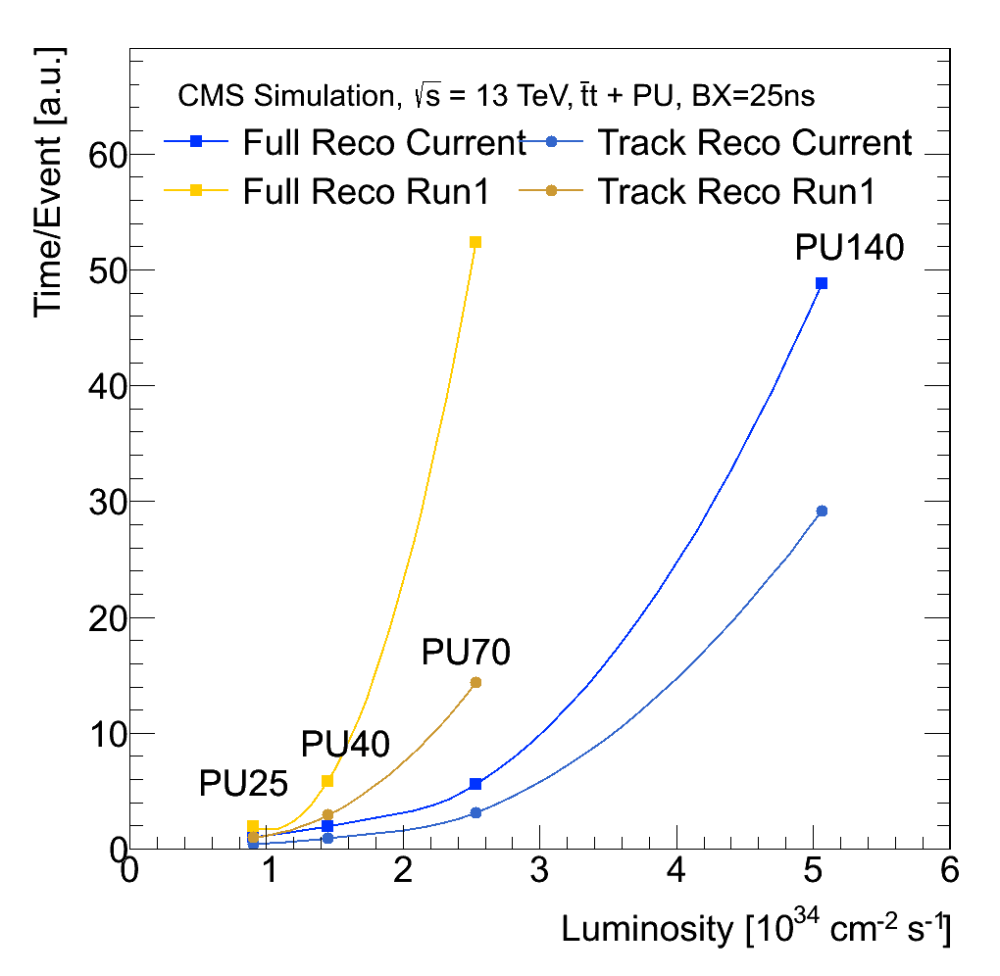 Time/Event [a.u.]
CMS Simulation, √s = 13 TeV, t̄t + PU, BX=25ns
Full Reco Current Track Reco Current
Full Reco Run1 Track Reco Run1
60
PU140
50
40
30
20
PU70
10
PU40
PU25
0
0 1 2 3 4 5 6
Luminosity [10³⁴ cm⁻² s⁻¹]